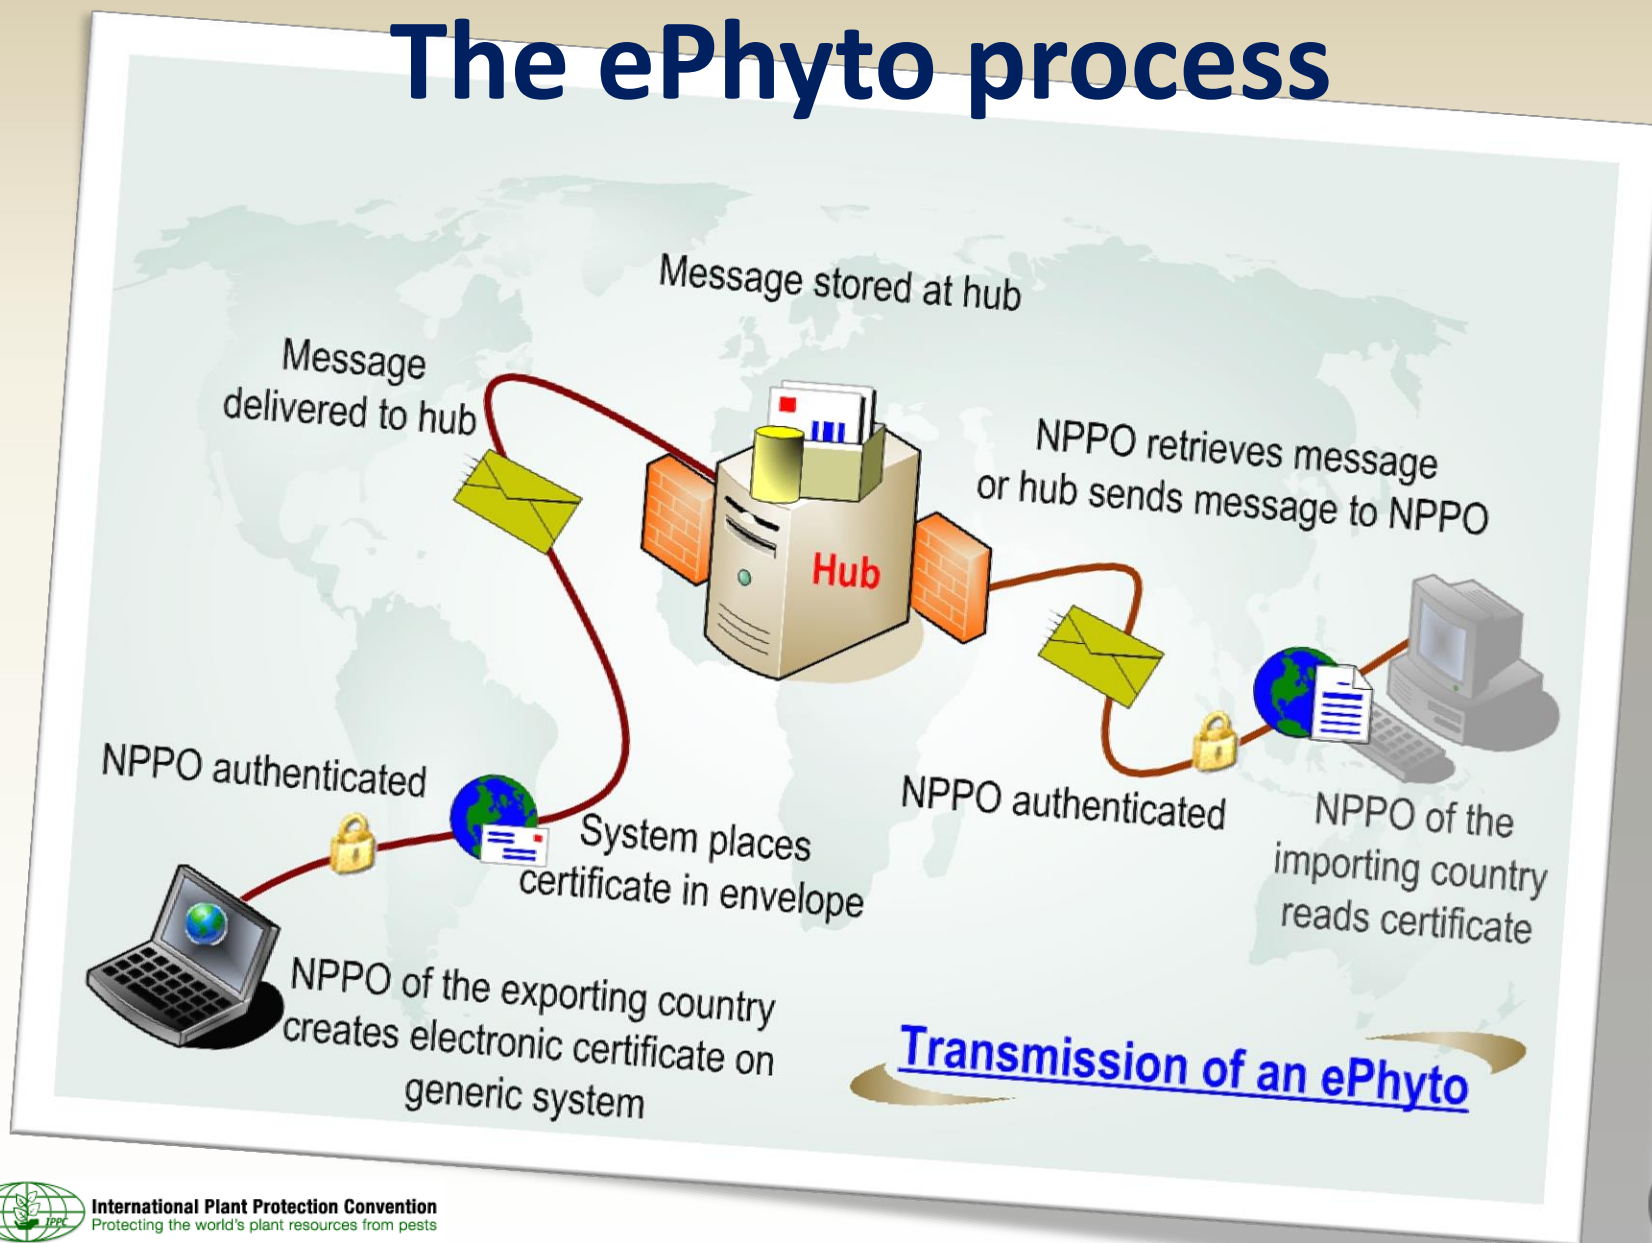 The ePhyto process
Message stored at hub
Message
delivered to hub
NPPO retrieves message
or hub sends message to NPPO
Hub
NPPO authenticated
System places
certificate in envelope
NPPO authenticated
NPPO of the
importing country
reads certificate
NPPO of the exporting country
creates electronic certificate on
generic system
Transmission of an ePhyto
IPPC
International Plant Protection Convention
Protecting the world's plant resources from pests